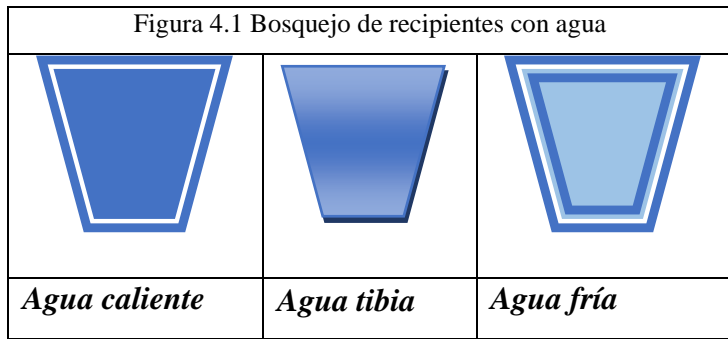 Figura 4.1 Bosquejo de recipientes con agua
Agua caliente
Agua tibia
Agua fría